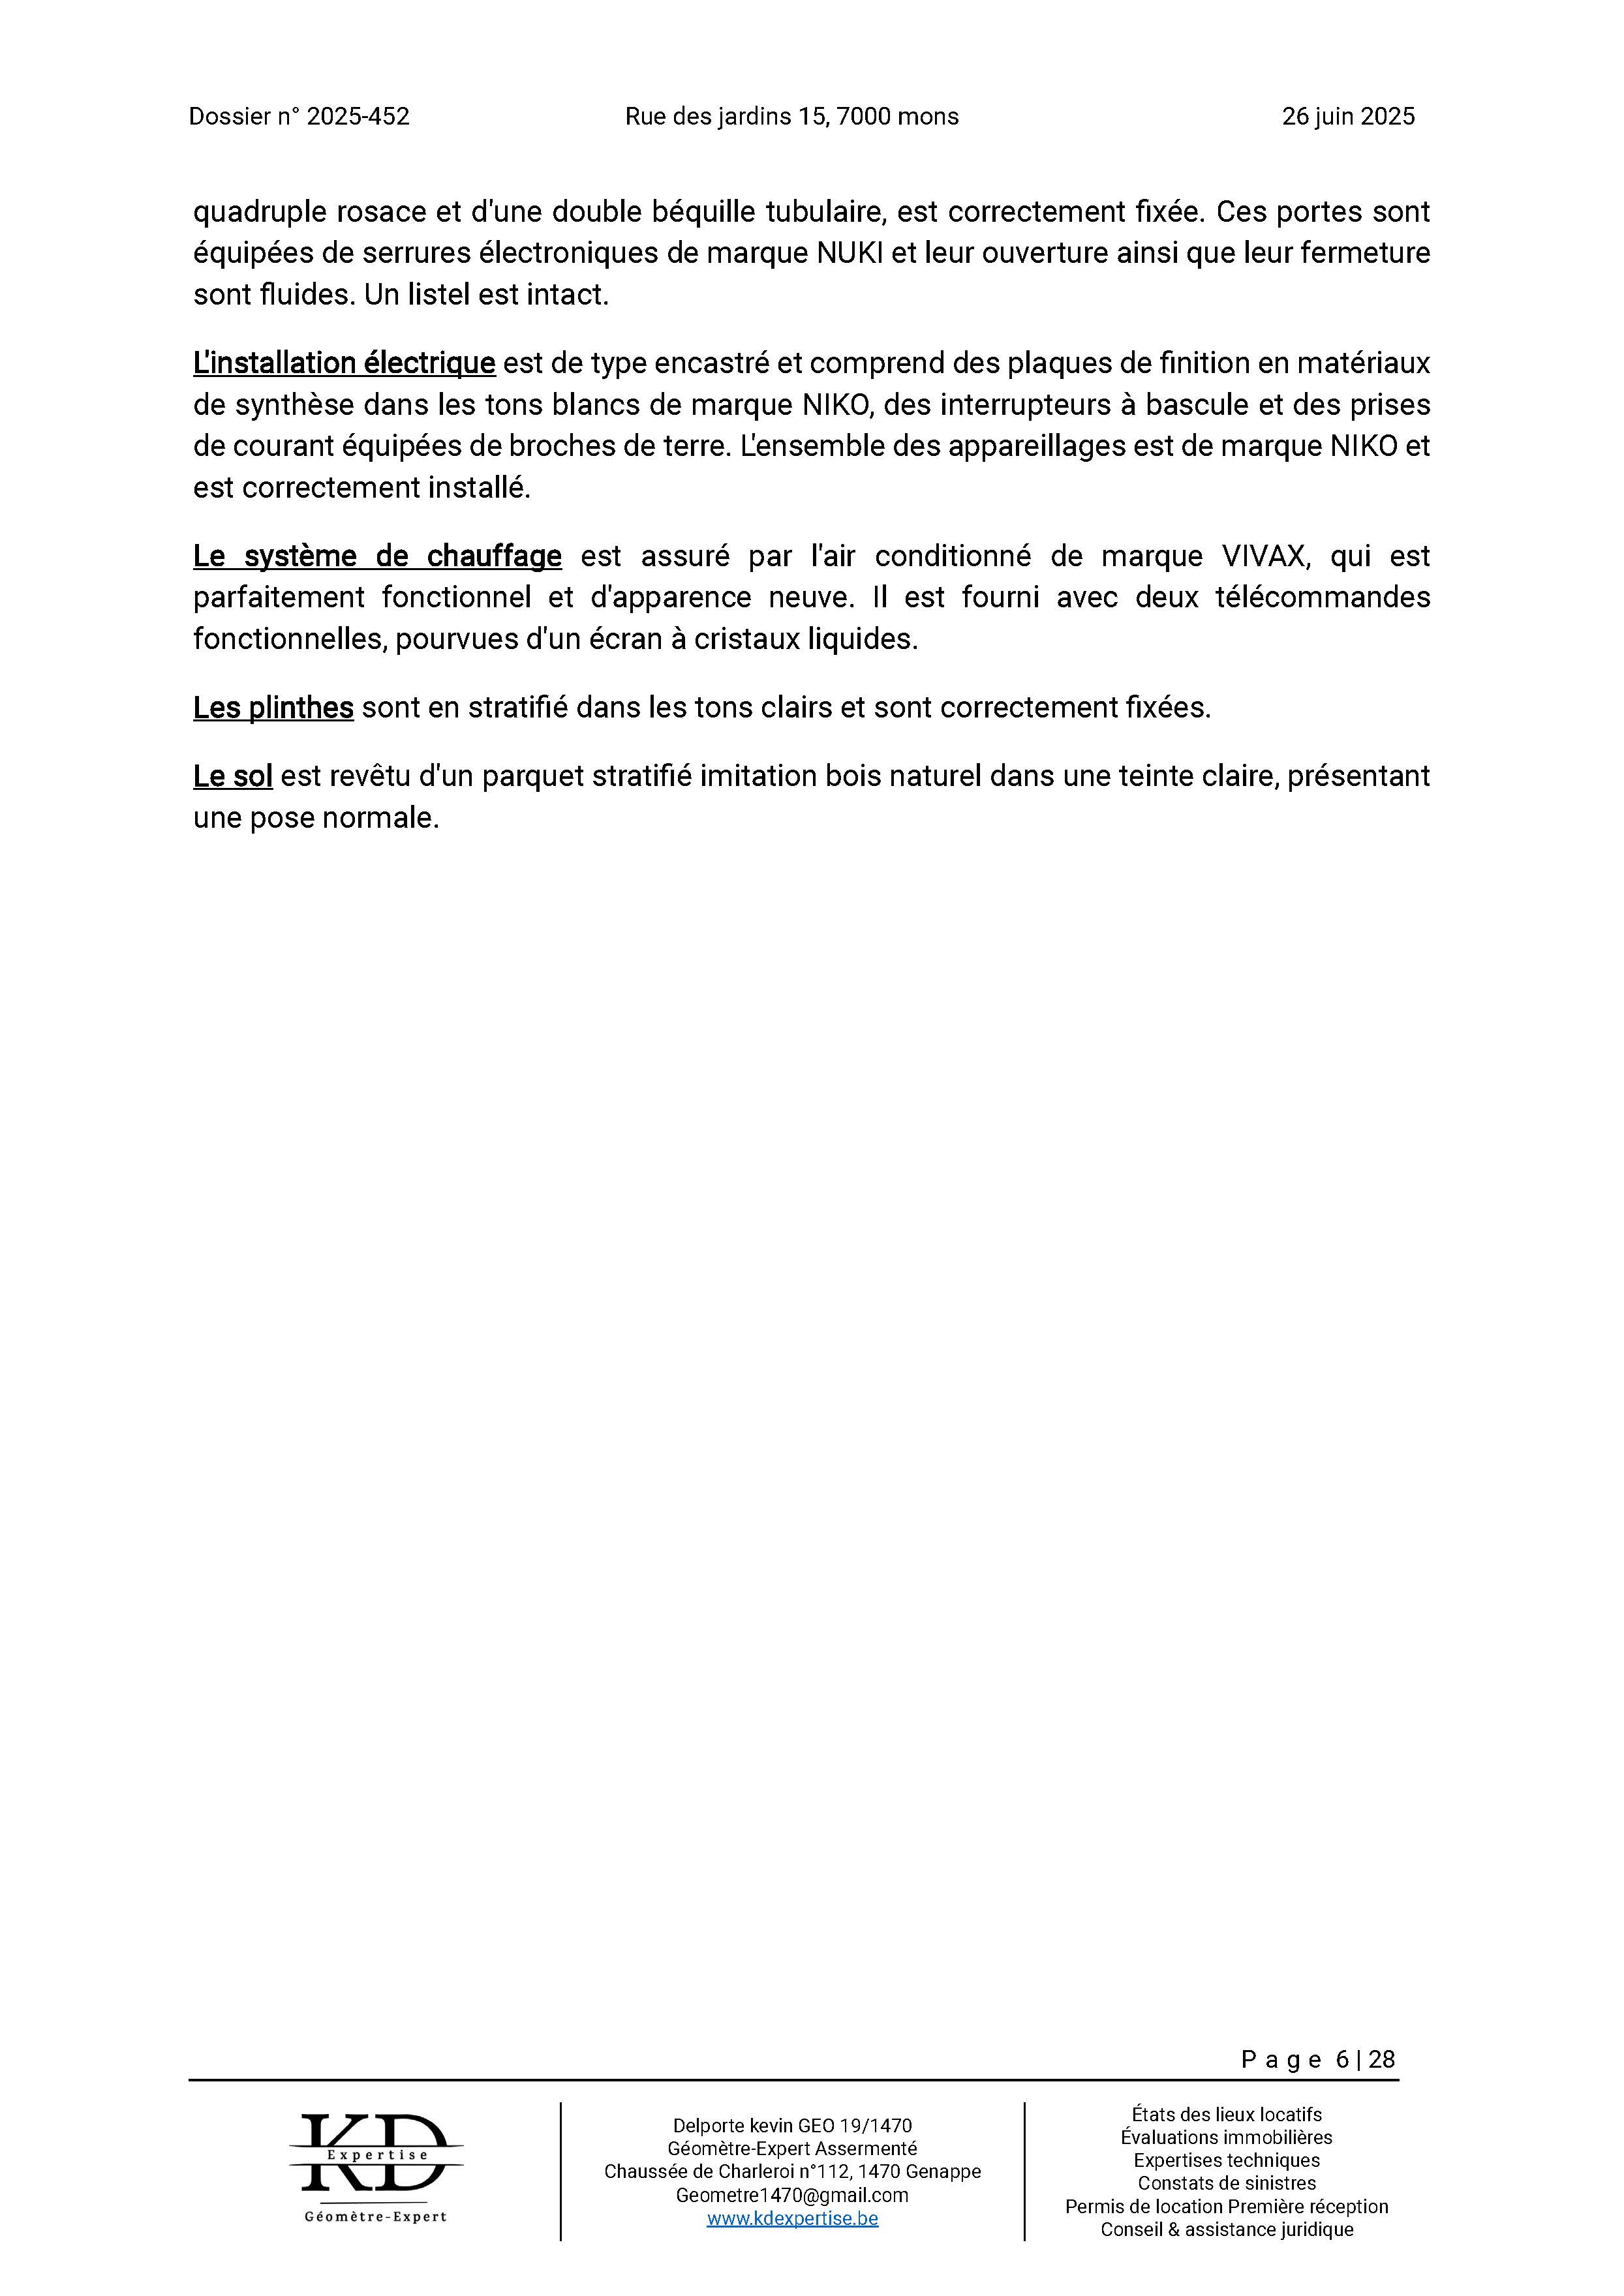 Dossier n° 2025-452 Rue des jardins 15, 7000 mons 26 juin 2025
quadruple rosace et d'une double béquille tubulaire, est correctement fixée. Ces portes sont
équipées de serrures électroniques de marque NUKI et leur ouverture ainsi que leur fermeture
sont fluides. Un listel est intact.
L'installation électrique est de type encastré et comprend des plaques de finition en matériaux
de synthèse dans les tons blancs de marque NIKO, des interrupteurs à bascule et des prises
de courant équipées de broches de terre. L'ensemble des appareillages est de marque NIKO et
est correctement installé.
Le système de chauffage est assuré par l'air conditionné de marque VIVAX, qui est
parfaitement fonctionnel et d'apparence neuve. Il est fourni avec deux télécommandes
fonctionnelles, pourvues d'un écran à cristaux liquides.
Les plinthes sont en stratifié dans les tons clairs et sont correctement fixées.
Le sol est revêtu d'un parquet stratifié imitation bois naturel dans une teinte claire, présentant
une pose normale.
Page 6 | 28
KD
Expertise
Géomètre-Expert
Delporte kevin GEO 19/1470
Géomètre-Expert Assermenté
Chaussée de Charleroi n°112, 1470 Genappe
Geometre1470@gmail.com
www.kdexpertise.be
États des lieux locatifs
Évaluations immobilières
Expertises techniques
Constats de sinistres
Permis de location Première réception
Conseil & assistance juridique